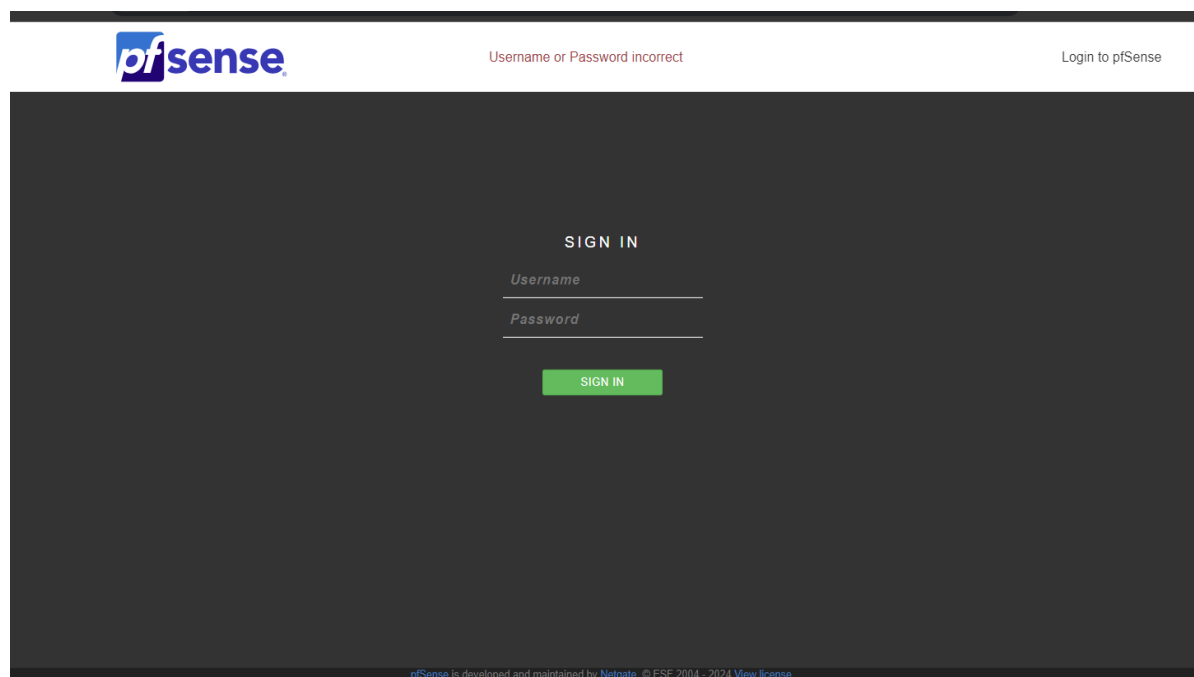 pfsense
Username or Password incorrect
Login to pfSense
SIGN IN
Username
Password
SIGN IN
pfSense is developed and maintained by Netgate. © ESF 2004 - 2024 View license.